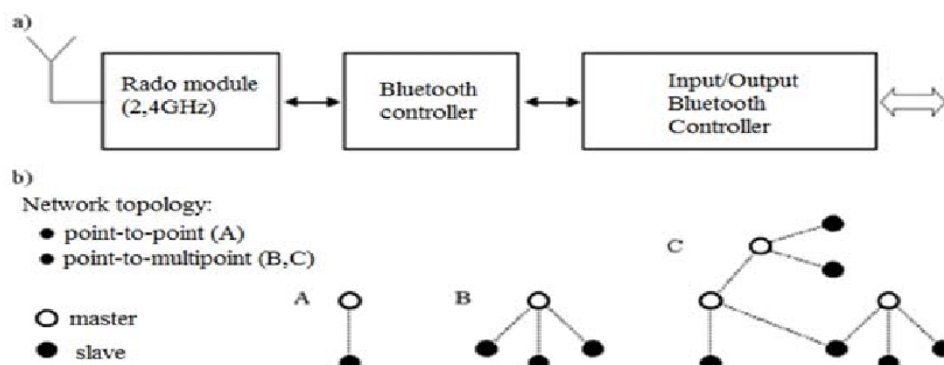 a)
Rado module
(2,4GHz)
Bluetooth
controller
Input/Output
Bluetooth
Controller
b)
Network topology:
● point-to-point (A)
● point-to-multipoint (B,C)
master
slave
A
B
C